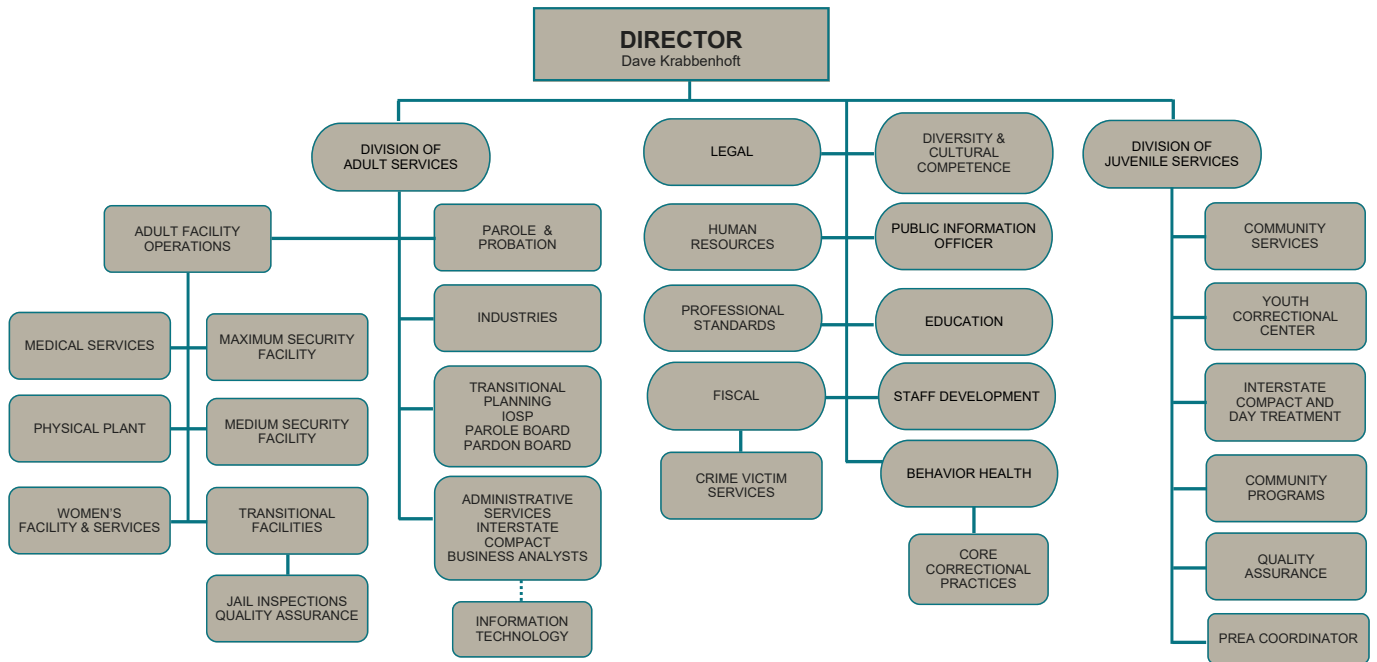 DIRECTOR
Dave Krabbenhoft
DIVISION OF
ADULT SERVICES
LEGAL
DIVERSITY &
CULTURAL
COMPETENCE
DIVISION OF
JUVENILE SERVICES
ADULT FACILITY
OPERATIONS
PAROLE &
PROBATION
HUMAN
RESOURCES
PUBLIC INFORMATION
OFFICER
COMMUNITY
SERVICES
MEDICAL SERVICES
MAXIMUM SECURITY
FACILITY
INDUSTRIES
PROFESSIONAL
STANDARDS
EDUCATION
YOUTH
CORRECTIONAL
CENTER
PHYSICAL PLANT
MEDIUM SECURITY
FACILITY
TRANSITIONAL
PLANNING
IOSP
PAROLE BOARD
PARDON BOARD
FISCAL
STAFF DEVELOPMENT
INTERSTATE
COMPACT AND
DAY TREATMENT
CRIME VICTIM
SERVICES
BEHAVIOR HEALTH
COMMUNITY
PROGRAMS
WOMEN'S
FACILITY & SERVICES
TRANSITIONAL
FACILITIES
ADMINISTRATIVE
SERVICES
INTERSTATE
COMPACT
BUSINESS ANALYSTS
CORE
CORRECTIONAL
PRACTICES
QUALITY
ASSURANCE
JAIL INSPECTIONS
QUALITY ASSURANCE
INFORMATION
TECHNOLOGY
PREA COORDINATOR